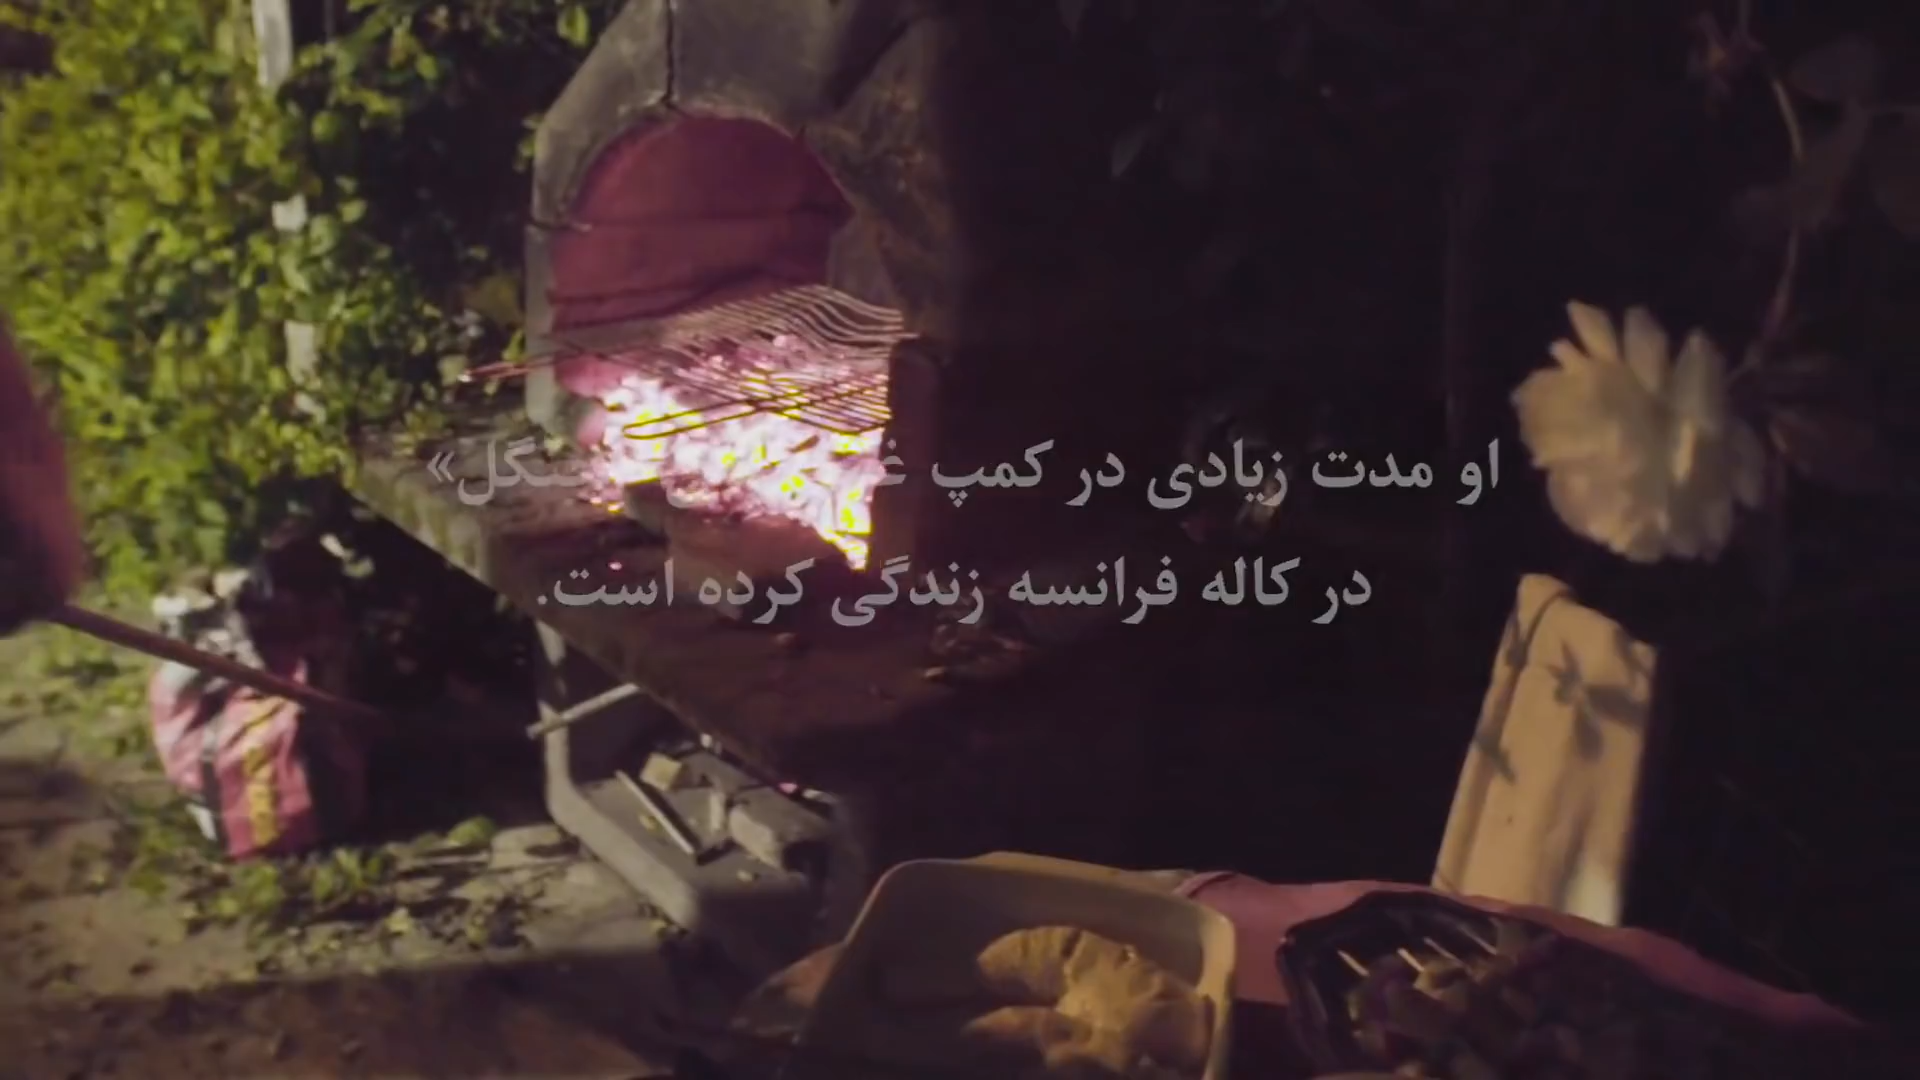 او مدت زیادی در کمپ
در کاله فرانسه زندگی کرده است.